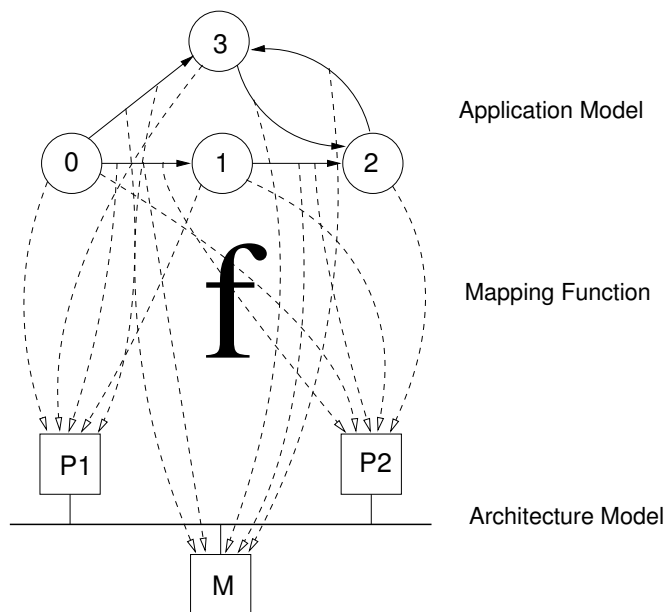 3
Application Model
0
1
2
f
Mapping Function
P1
P2
Architecture Model
M